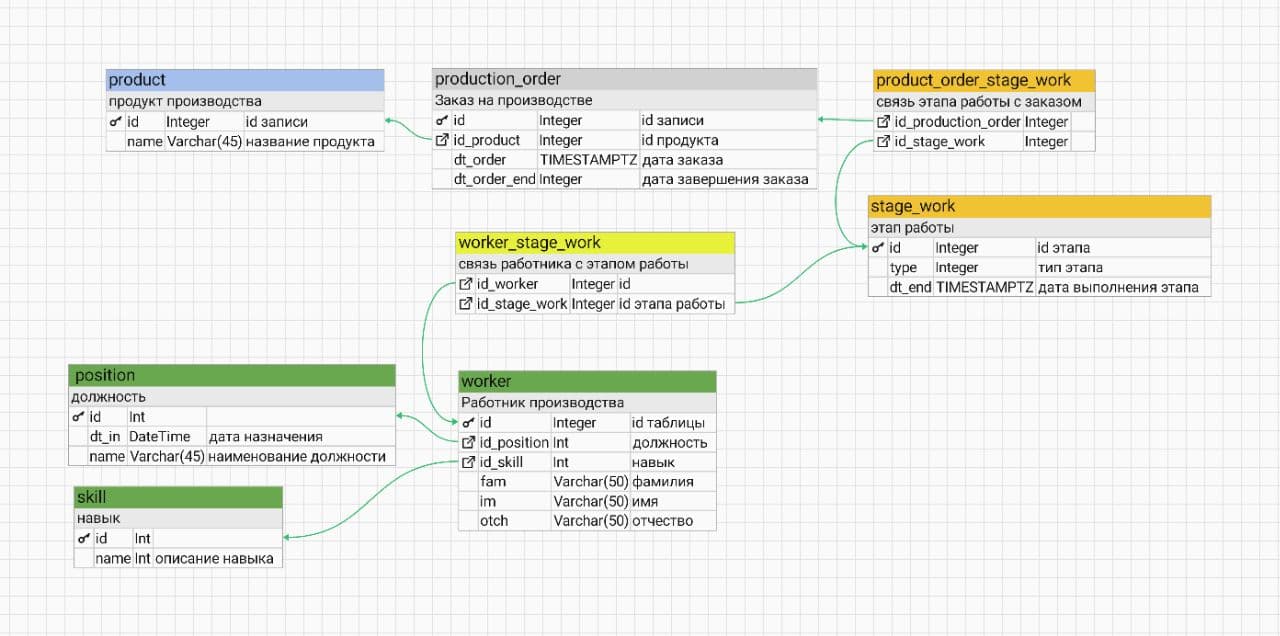 product
продукт производства
id Integer id записи
name Varchar(45) название продукта
production_order
Заказ на производстве
id Integer id записи
id_product Integer id продукта
dt_order TIMESTAMPTZ дата заказа
dt_order_end Integer дата завершения заказа
product_order_stage_work
связь этапа работы с заказом
id_production_order Integer
id_stage_work Integer
stage_work
этап работы
id Integer id этапа
type Integer тип этапа
dt_end TIMESTAMPTZ дата выполнения этапа
worker_stage_work
связь работника с этапом работы
id_worker Integer id
id_stage_work Integer id этапа работы
position
должность
id Int
dt_in DateTime дата назначения
name Varchar(45) наименование должности
worker
Работник производства
id Integer id таблицы
id_position Int должность
id_skill Int навык
fam Varchar(50) фамилия
im Varchar(50) имя
otch Varchar(50) отчество
skill
навык
id Int
name Int описание навыка